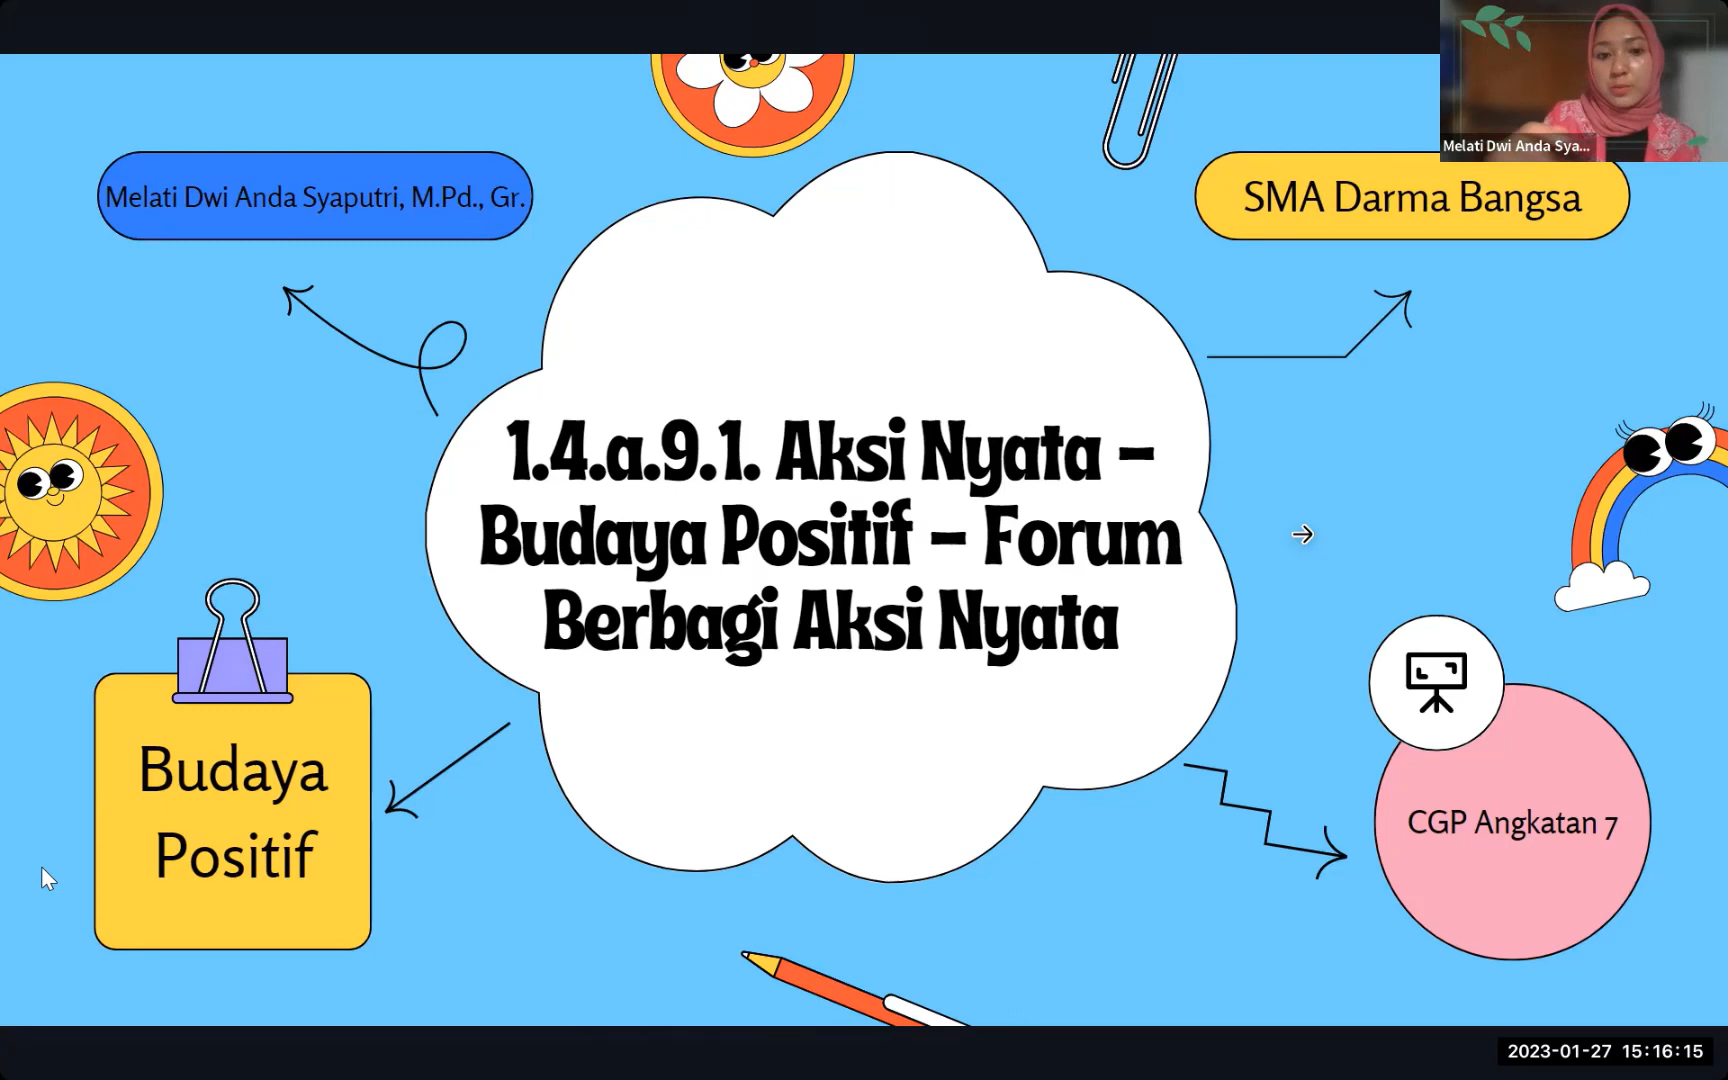 Melati Dwi Anda Sya...
Melati Dwi Anda Syaputri, M.Pd., Gr.
SMA Darma Bangsa
1.4.a.9.1. Aksi Nyata -
Budaya Positif - Forum
Berbagi Aksi Nyata
Budaya
Positif
CGP Angkatan 7
2023-01-27 15:16:15